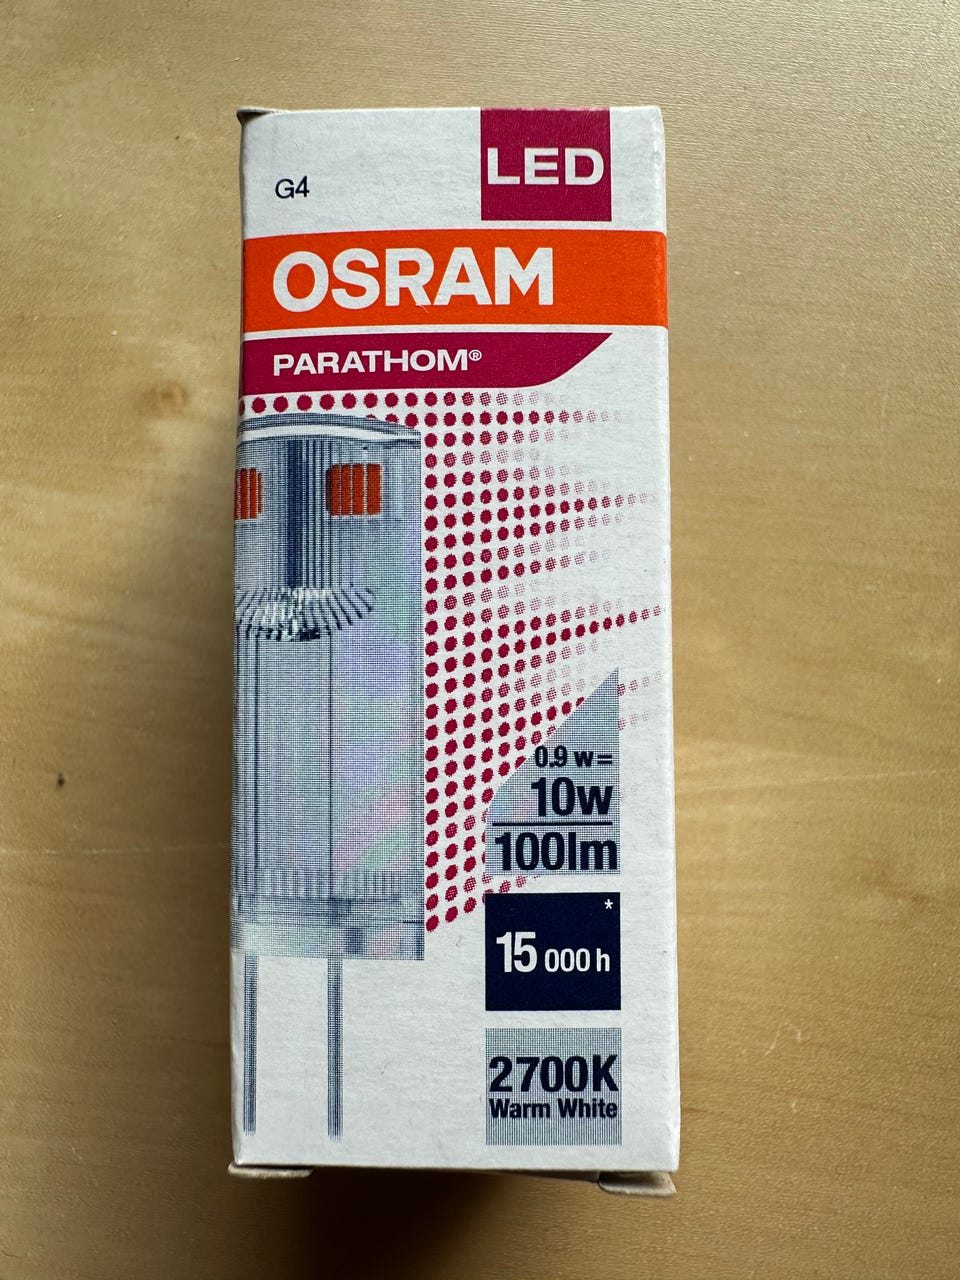 G4
LED
OSRAM
PARATHOM®
0.9 w=
10w
100lm
*
15 000 h
2700K
Warm White